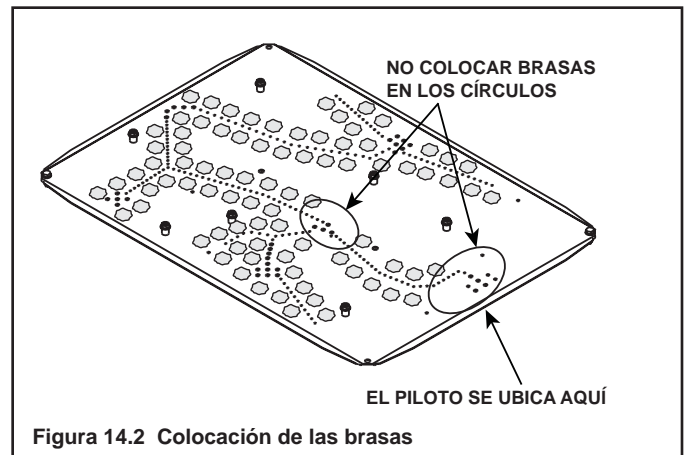 NO COLOCAR BRASAS
EN LOS CÍRCULOS
EL PILOTO SE UBICA AQUÍ
Figura 14.2 Colocación de las brasas